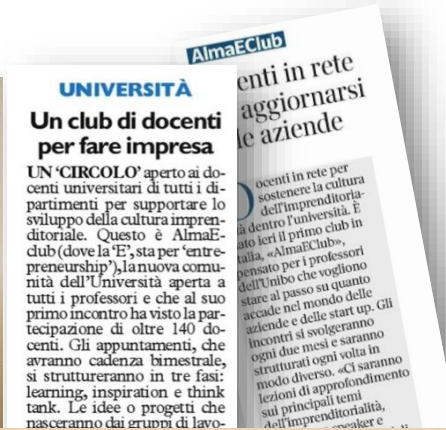 UNIVERSITÀ
Un club di docenti
per fare impresa
UN ‘CIRCOLO’ aperto ai do-
centi universitari di tutti i di-
partimenti per supportare lo
sviluppo della cultura impren-
ditoriale. Questo è AlmaE-
club (dove la ‘E’, sta per ‘entre-
preneurship’), la nuova comu-
nità dell’Università aperta a
tutti i professori e che al suo
primo incontro ha visto la par-
tecipazione di oltre 140 do-
centi. Gli appuntamenti, che
avranno cadenza bimestrale,
si struttureranno in tre fasi:
learning, inspiration e think
tank. Le idee o progetti che
nasceranno dai gruppi di lavo-
AlmaEClub
enti in rete
aggiornarsi
le aziende
ocenti in rete per
sostenere la cultura
dell’imprenditoria-
tà dentro l’università. È
ato ieri il primo club in
talia, «AlmaEClub»,
pensato per i professori
dell’Unibo che vogliono
stare al passo su quanto
accade nel mondo delle
aziende e delle start up. Gli
incontri si svolgeranno
ogni due mesi e saranno
strutturati ogni volta in
modo diverso. «Ci saranno
lezioni di approfondimento
sui principali temi
dell’imprenditorialità,
speaker e